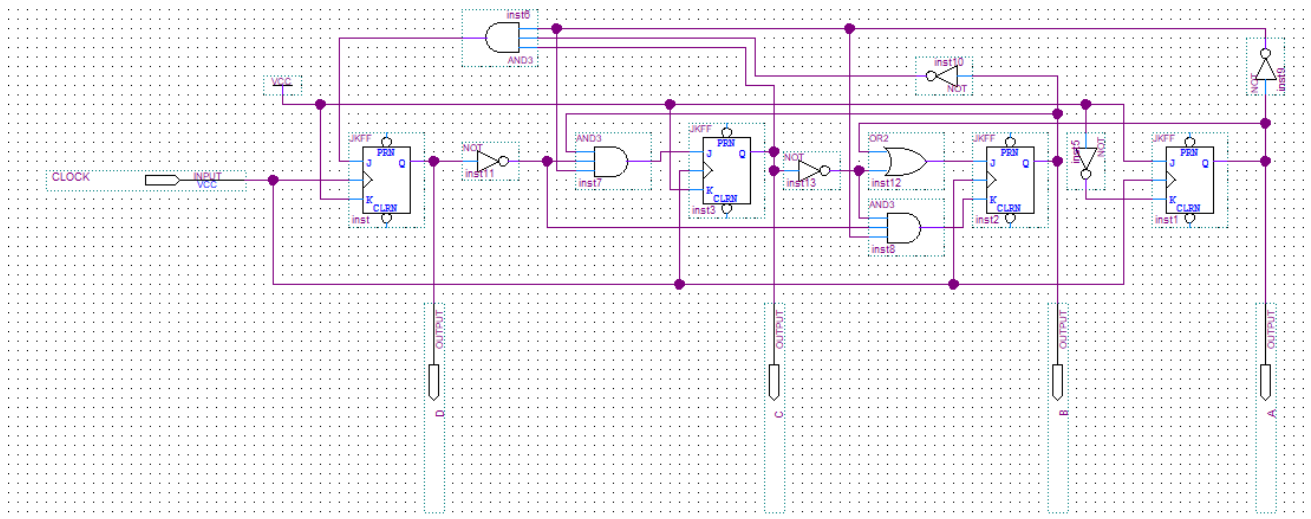 inst6
AND3
inst10
NOT
NOT
inst9
VCC
JKFF
PRN
J
Q
K
CLRN
inst
NOT
inst11
AND3
inst7
JKFF
PRN
J
Q
K
CLRN
inst3
NOT
inst13
OR2
inst12
AND3
inst8
JKFF
PRN
J
Q
K
CLRN
inst2
inst5
NOT
JKFF
PRN
J
Q
K
CLRN
inst1
CLOCK
INPUT
VCC
OUTPUT
D
OUTPUT
C
OUTPUT
B
OUTPUT
A